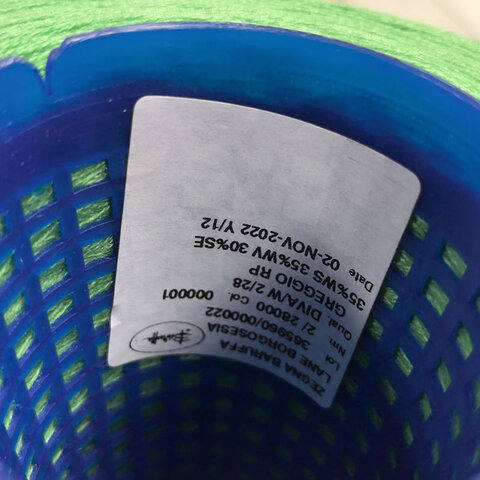 ZEGNA BARUFFA
LANE BORGOSESIA
Lot 365960/0000022
Nm. 2/ 28000 Col. 000001
Qual. DIVA/W 2/28
GREGGIO RP
35%WS 35%WV 30%SE
Date 02-NOV-2022 Y/12